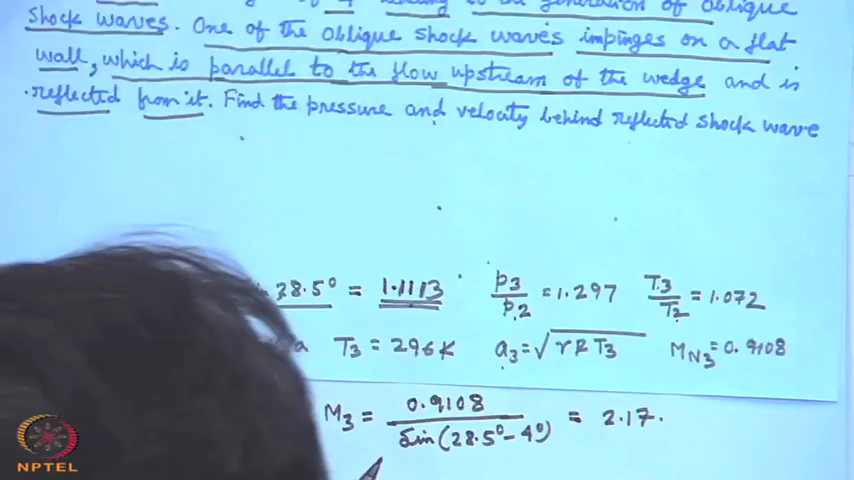 generation of oblique
shock waves. One of the oblique shock waves impinges on a flat
wall, which is parallel to the flow upstream of the wedge and is
reflected from it. Find the pressure and velocity behind reflected shock wave
28.5° = 1.1113 p3/p2 = 1.297 T3/T2 = 1.072
T3 = 296K a3 = √γRT3 MN3 = 0.9108
M3 = 0.9108/Sin(28.5°-4°) = 2.17.
NPTEL